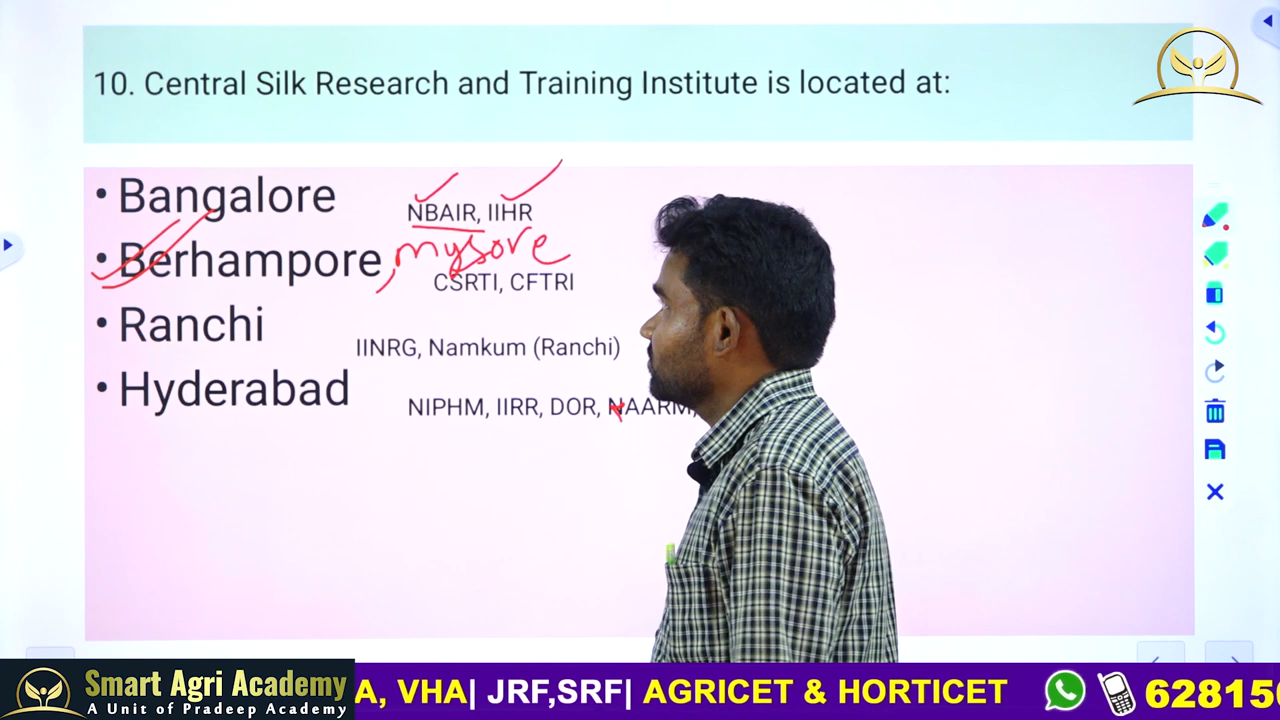 10. Central Silk Research and Training Institute is located at:
• Bangalore
NBAIR, IIHR
• Berhampore, mysore
CSRTI, CFTRI
• Ranchi
IINRG, Namkum (Ranchi)
• Hyderabad
NIPHM, IIRR, DOR, NAARM,
Smart Agri Academy
A Unit of Pradeep Academy
A, VHA| JRF,SRF| AGRICET & HORTICET
62815